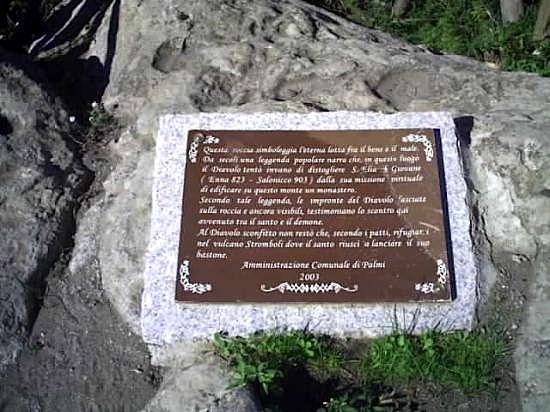 Questa roccia simboleggia l'eterna lotta fra il bene e il male.
Da secoli una leggenda popolare narra che, in questo luogo
il Diavolo tentò invano di distogliere S. Elia il Giovane
( Enna 823 - Salonicco 903 ) dalla sua missione spirituale
di edificare su questo monte un monastero.
Secondo tale leggenda, le impronte del Diavolo lasciate
sulla roccia e ancora visibili, testimoniano lo scontro qui
avvenuto tra il santo e il demone.
Al Diavolo sconfitto non restò che, secondo i patti, rifugiarsi
nel vulcano Stromboli dove il santo riuscì a lanciare il suo
bastone.
Amministrazione Comunale di Palmi
2003